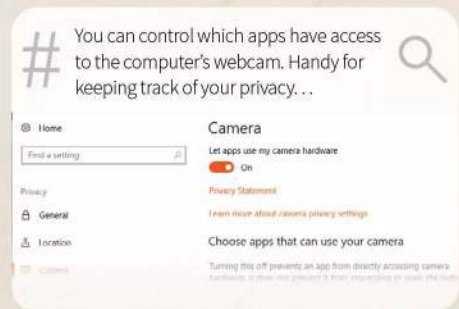 #
You can control which apps have access
to the computer's webcam. Handy for
keeping track of your privacy...
Home
Find a setting
Privacy
General
Location
Camera
Camera
Let apps use my camera hardware
On
Privacy Statement
Learn more about camera privacy settings
Choose apps that can use your camera
Turning this off prevents an app from directly accessing camera